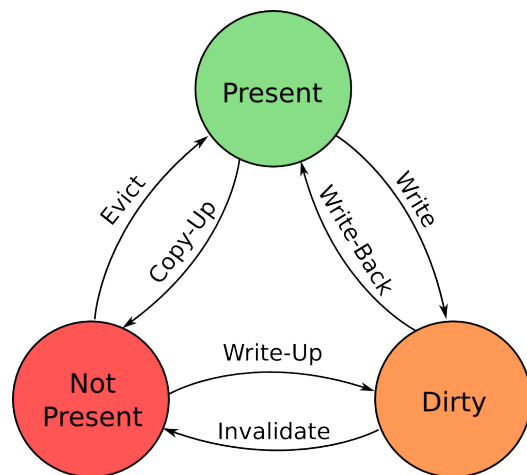 Present
Evict
Copy-Up
Write-Back
Write
Write-Up
Not
Present
Dirty
Invalidate